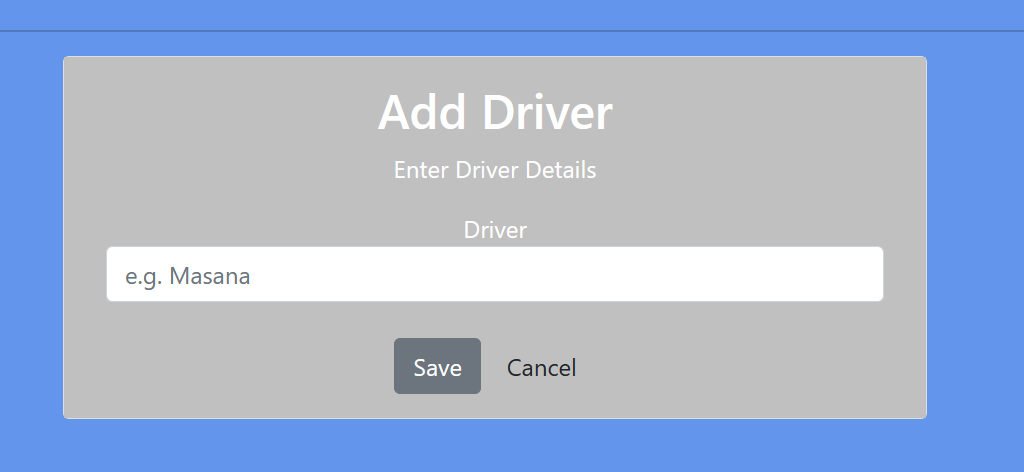 Add Driver
Enter Driver Details
Driver
e.g. Masana
Save Cancel